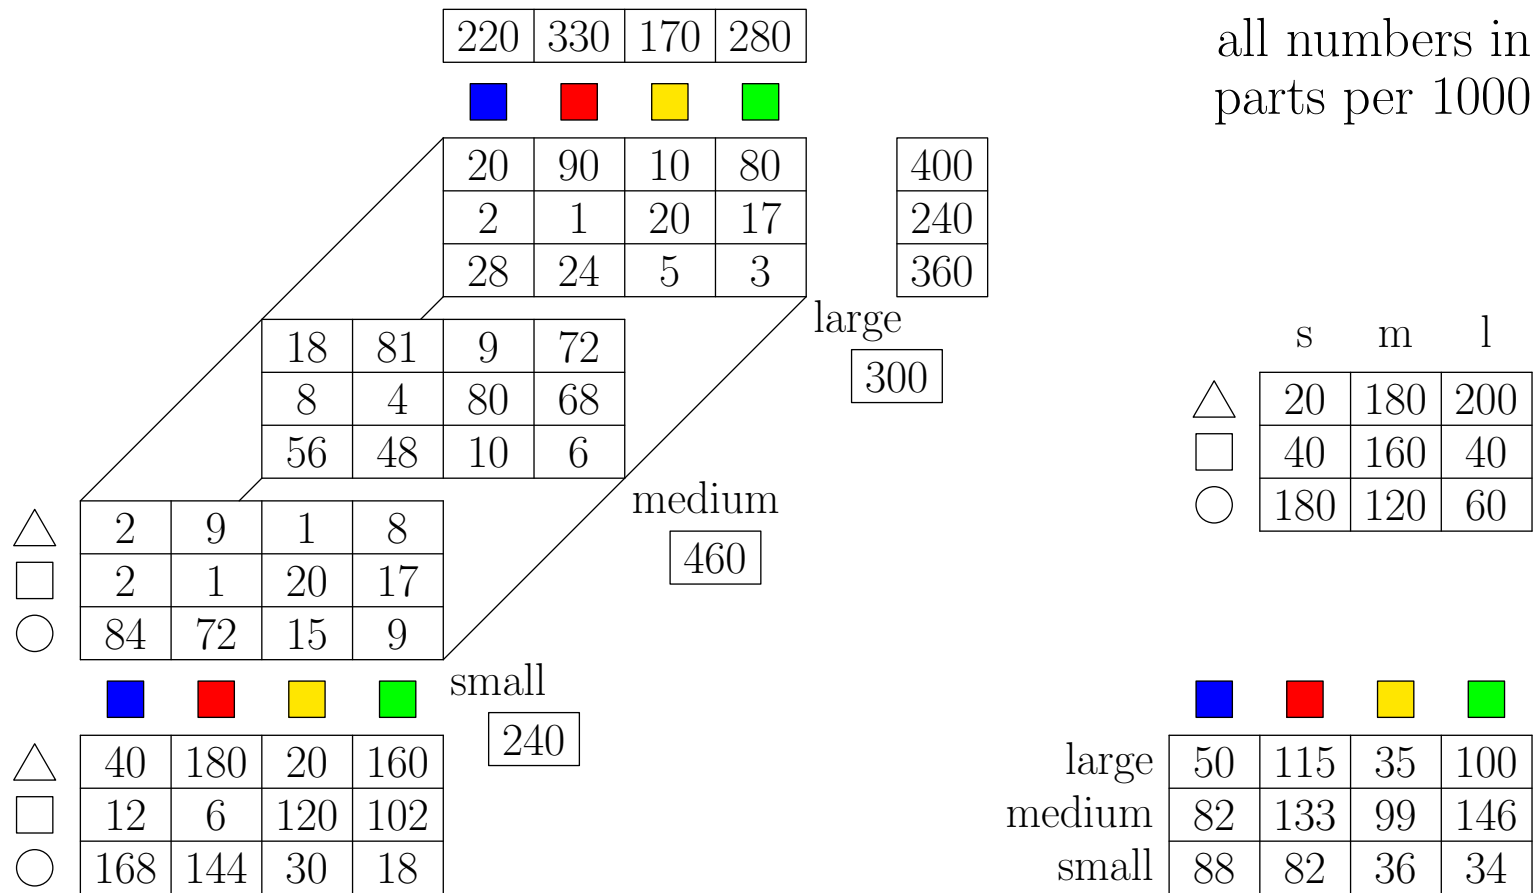 220 330 170 280
all numbers in
parts per 1000
20 90 10 80
2 1 20 17
28 24 5 3
400
240
360
large
300
18 81 9 72
8 4 80 68
56 48 10 6
medium
460
2 9 1 8
2 1 20 17
84 72 15 9
small
240
40 180 20 160
12 6 120 102
168 144 30 18
s m l
20 180 200
40 160 40
180 120 60
large 50 115 35 100
medium 82 133 99 146
small 88 82 36 34